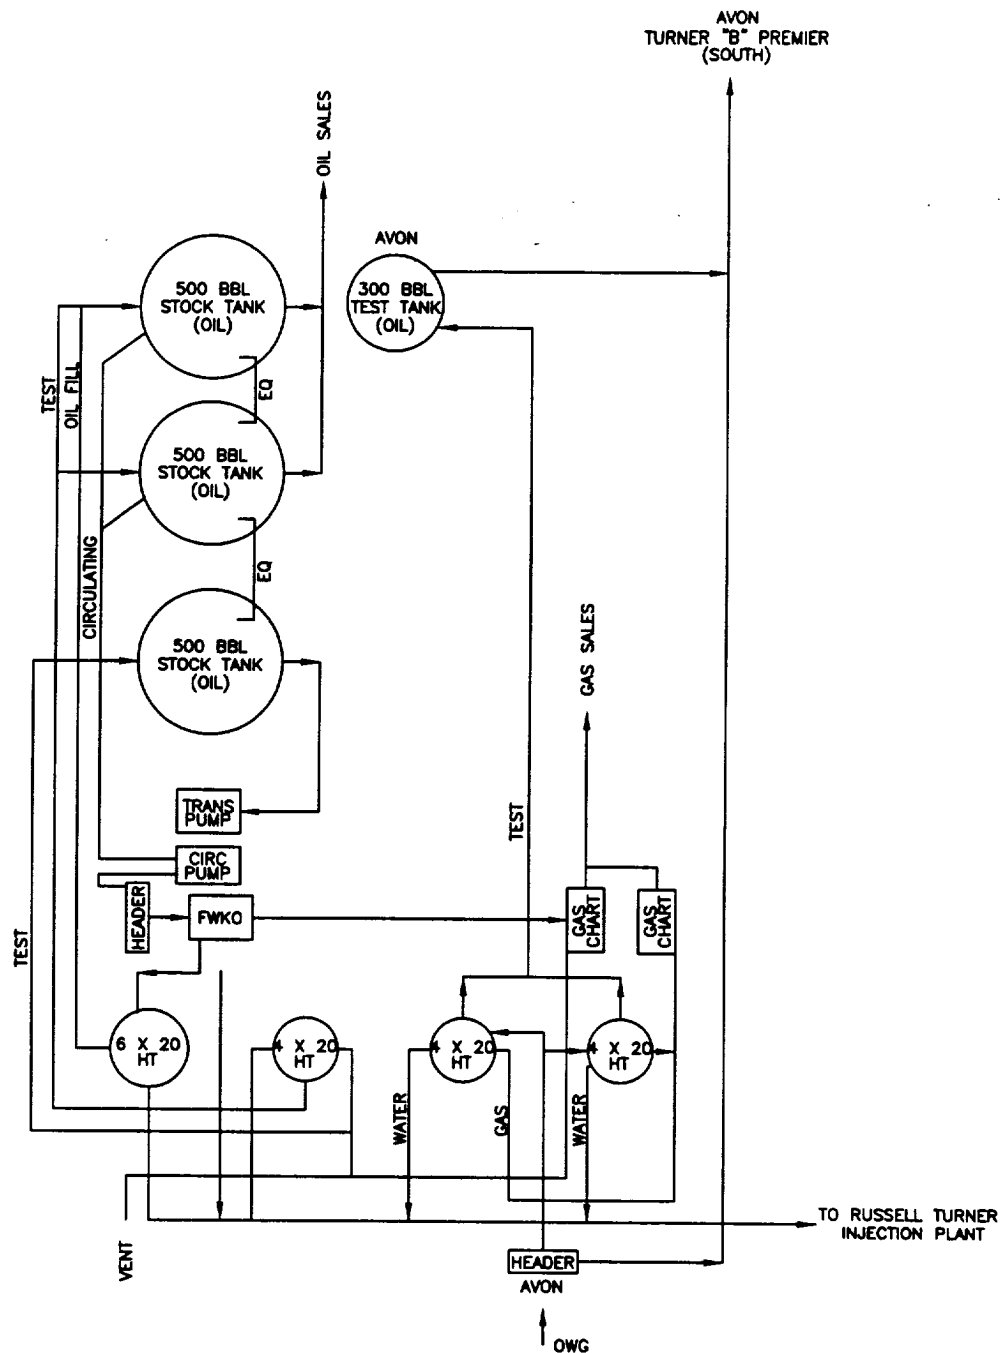 AVON
TURNER "B" PREMIER
(SOUTH)
OIL SALES
AVON
500 BBL
STOCK TANK
(OIL)
300 BBL
TEST TANK
(OIL)
TEST
OIL FILL
EQ
500 BBL
STOCK TANK
(OIL)
CIRCULATING
EQ
500 BBL
STOCK TANK
(OIL)
GAS SALES
TRANS
PUMP
TEST
CIRC
PUMP
HEADER
FWKO
GAS
CHART
GAS
CHART
TEST
6 X 20
HT
4 X 20
HT
4 X 20
HT
4 X 20
HT
WATER
GAS
WATER
TO RUSSELL TURNER
INJECTION PLANT
VENT
HEADER
AVON
OWG